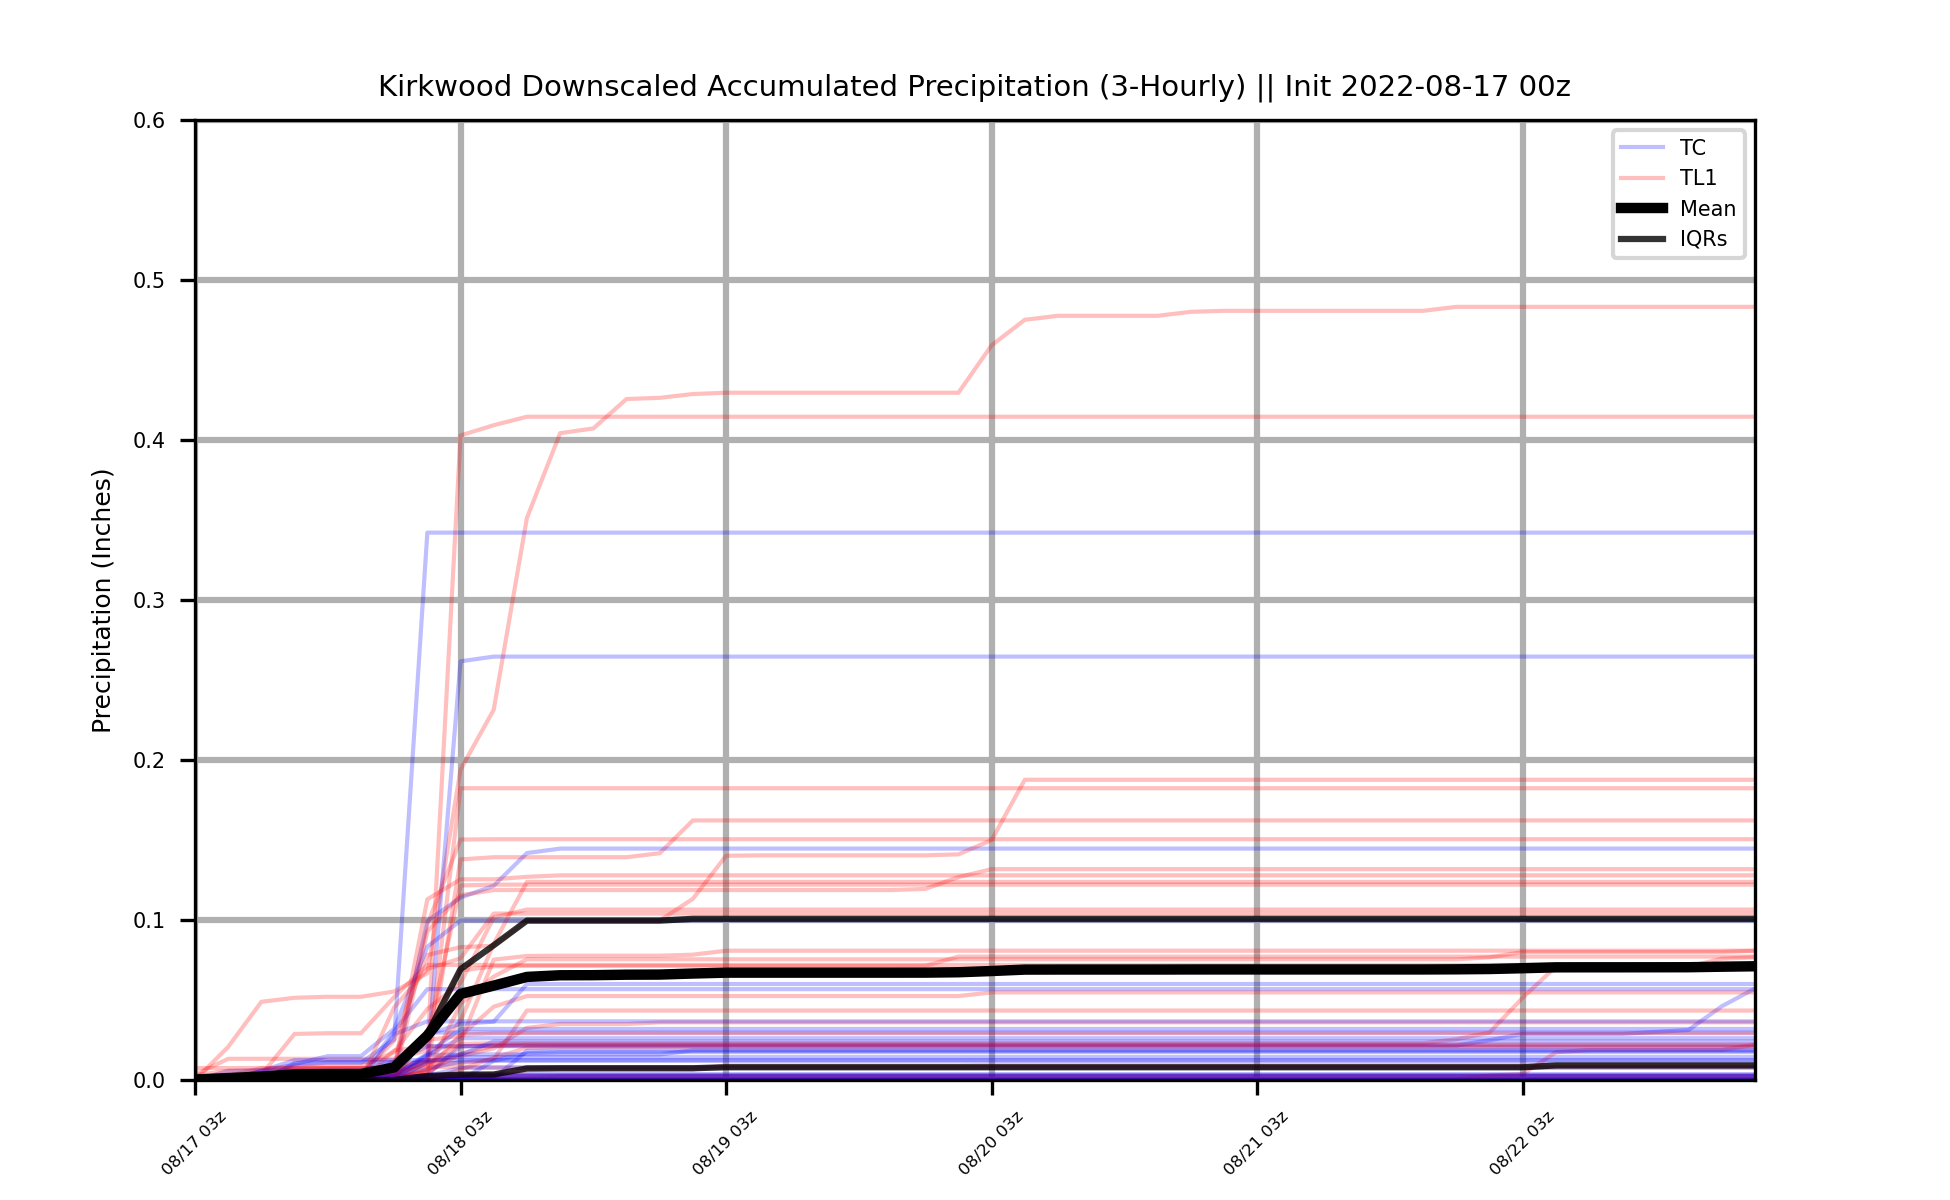 Kirkwood Downscaled Accumulated Precipitation (3-Hourly) || Init 2022-08-17 00z
TC
TL1
Mean
IQRs
Precipitation (Inches)
0.6
0.5
0.4
0.3
0.2
0.1
0.0
08/17 03z
08/18 03z
08/19 03z
08/20 03z
08/21 03z
08/22 03z